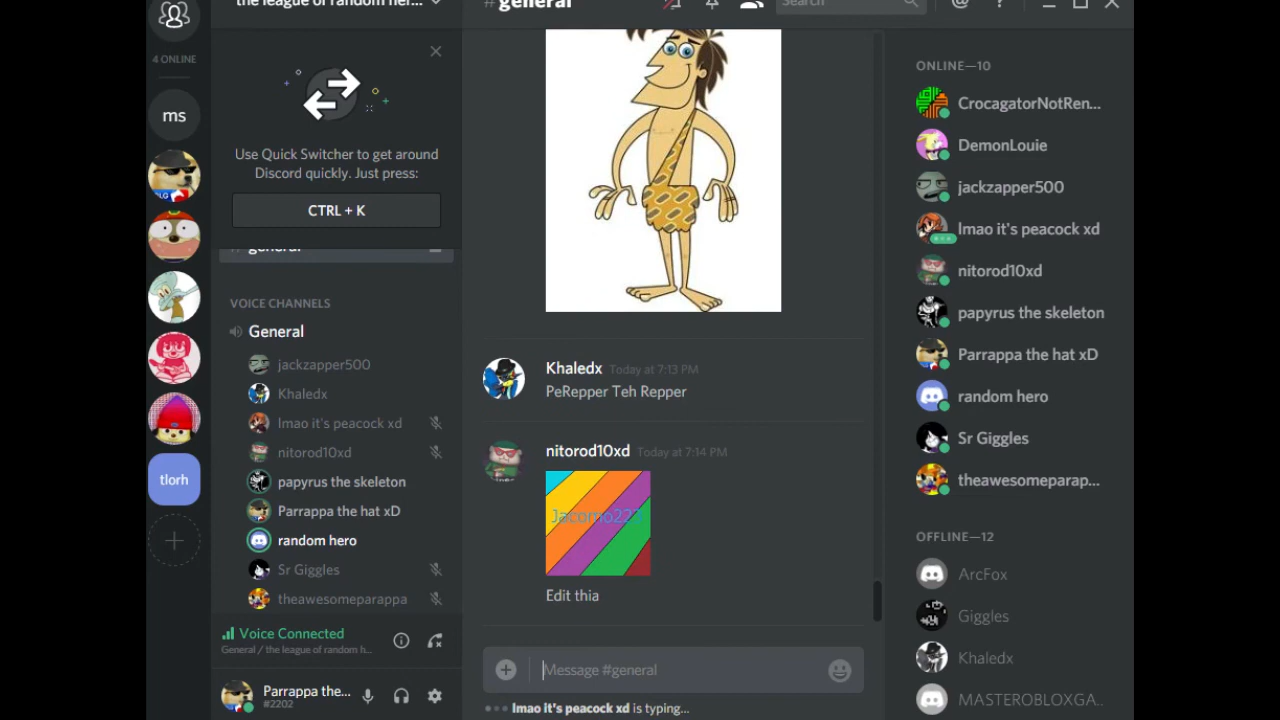 the league of random her...
#general
Search
4 ONLINE
ms
tlorh
Use Quick Switcher to get around
Discord quickly. Just press:
CTRL + K
general
VOICE CHANNELS
General
jackzapper500
Khaledx
lmao it's peacock xd
nitorod10xd
papyrus the skeleton
Parrappa the hat xD
random hero
Sr Giggles
theawesomeparappa
Voice Connected
General / the league of random h...
Parrappa the...
#2202
Khaledx Today at 7:13 PM
PeRepper Teh Repper
nitorod10xd Today at 7:14 PM
Jacomo222
Edit thia
Message #general
lmao it's peacock xd is typing...
ONLINE—10
CrocagatorNotRen...
DemonLouie
jackzapper500
lmao it's peacock xd
nitorod10xd
papyrus the skeleton
Parrappa the hat xD
random hero
Sr Giggles
theawesomeparap...
OFFLINE—12
ArcFox
Giggles
Khaledx
MASTEROBLOXGA...